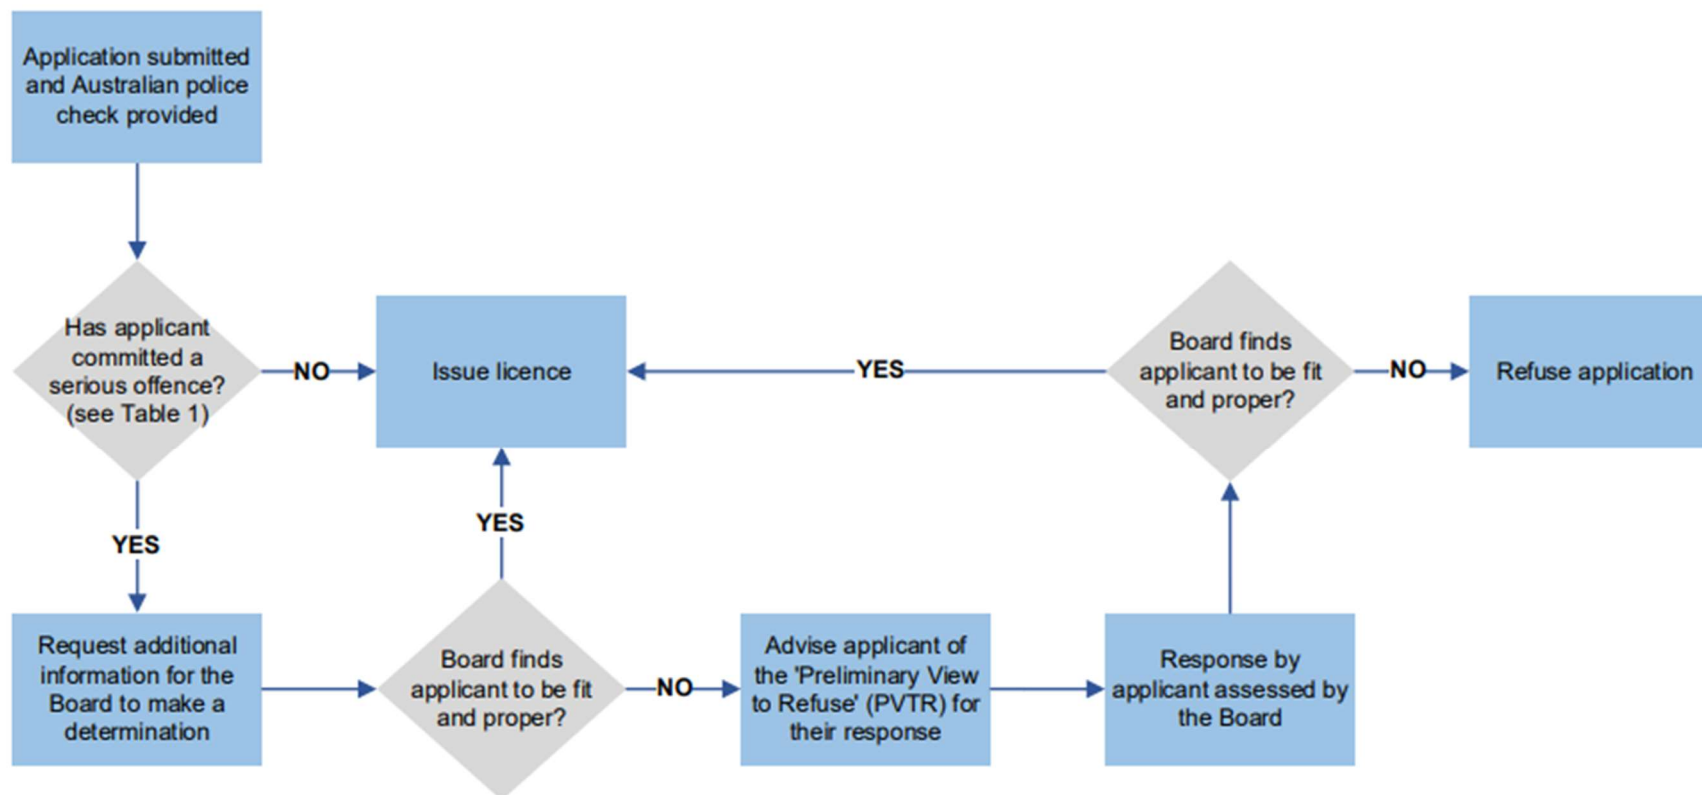 Application submitted
and Australian police
check provided
Has applicant
committed a
serious offence?
(see Table 1)
NO
Issue licence
YES
Board finds
applicant to be fit
and proper?
NO
Refuse application
YES
YES
Request additional
information for the
Board to make a
determination
Board finds
applicant to be fit
and proper?
NO
Advise applicant of
the 'Preliminary View
to Refuse' (PVTR) for
their response
Response by
applicant assessed by
the Board